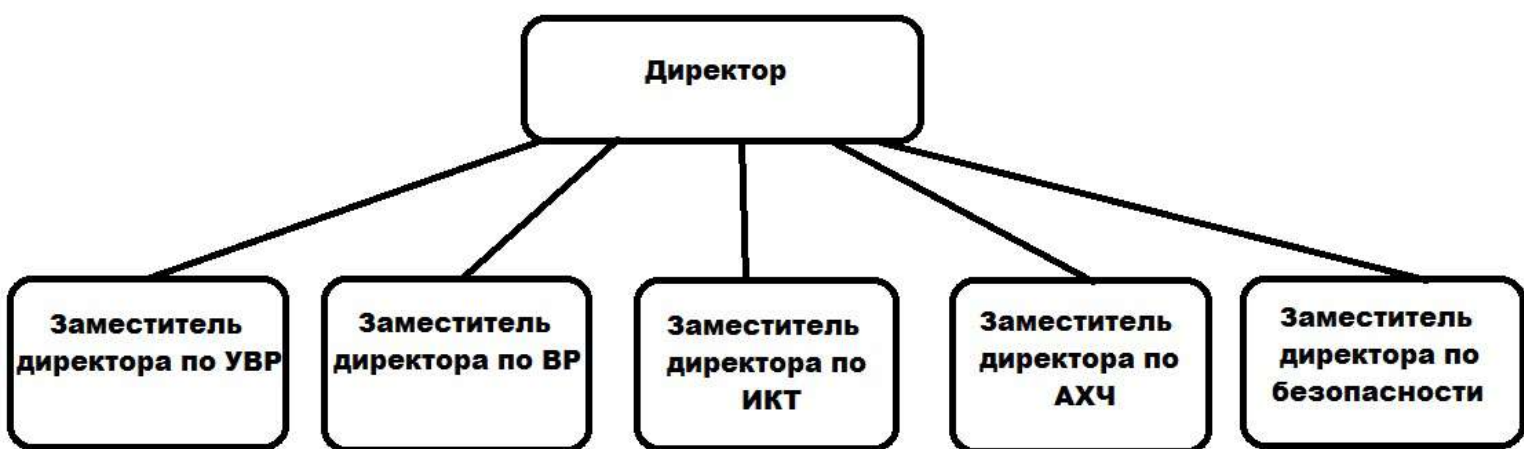 Директор
Заместитель
директора по УВР
Заместитель
директора по ВР
Заместитель
директора по
ИКТ
Заместитель
директора по
АХЧ
Заместитель
директора по
безопасности